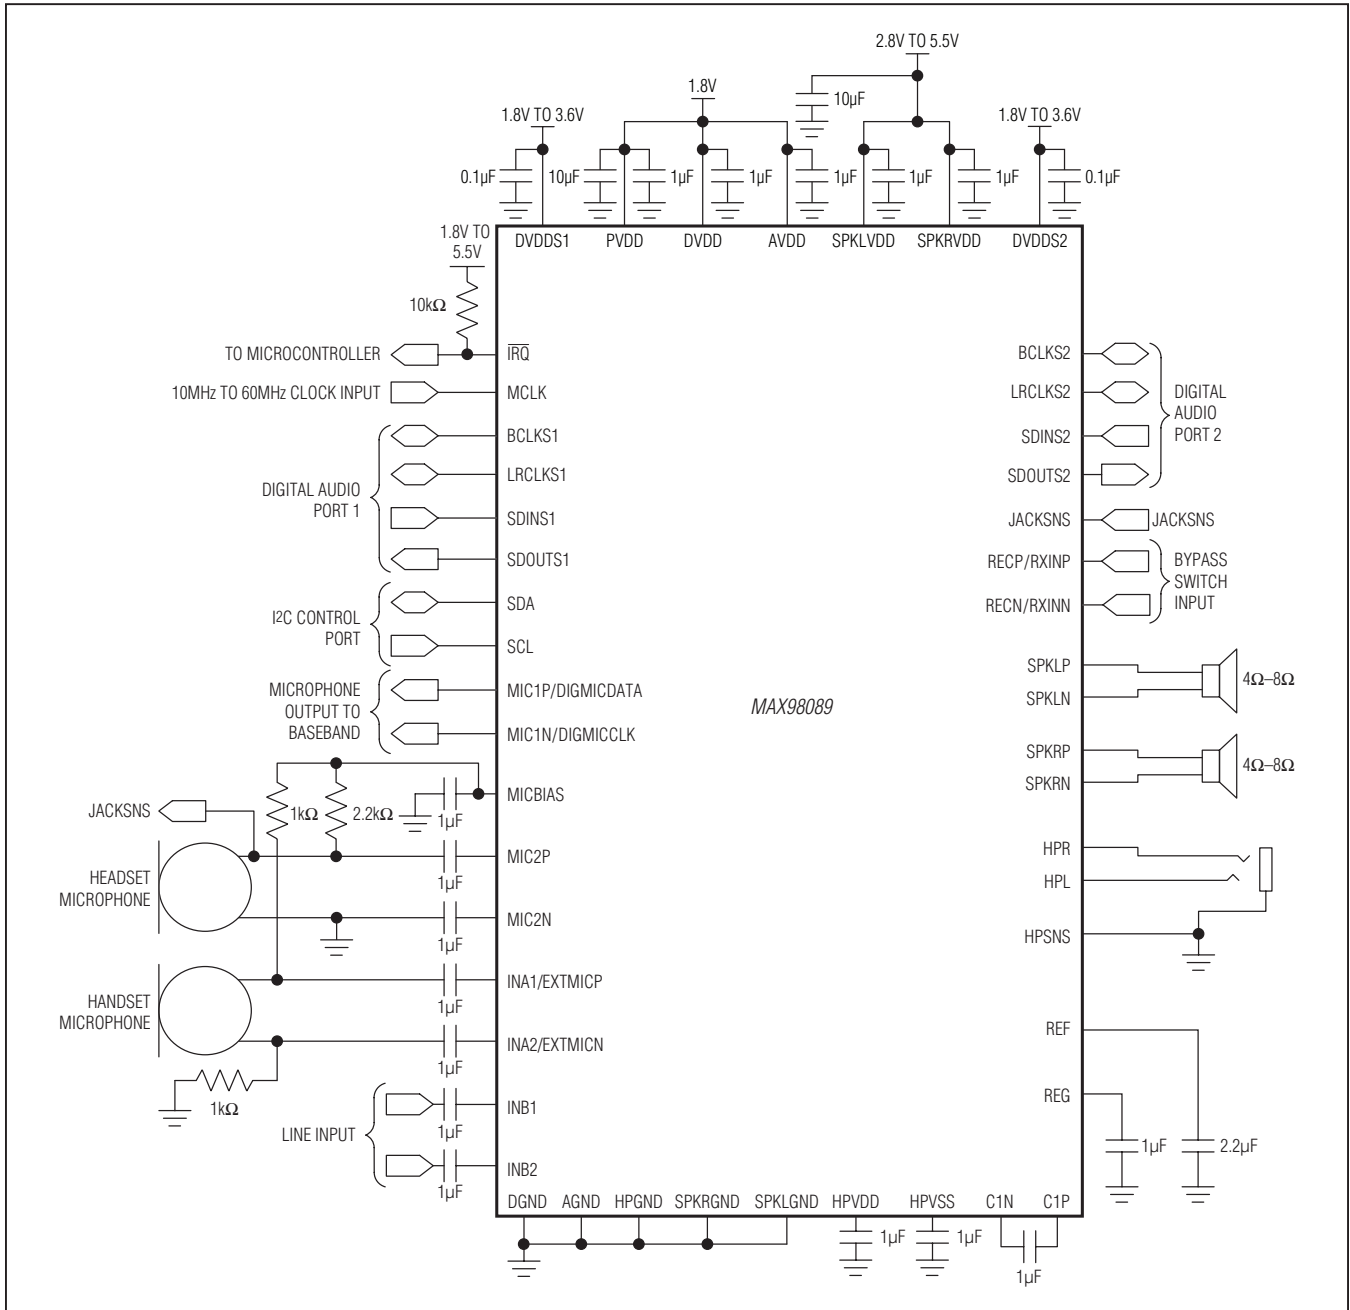 2.8V TO 5.5V
1.8V
10µF
1.8V TO 3.6V
1.8V TO 3.6V
0.1µF
10µF
1µF
1µF
1µF
1µF
1µF
0.1µF
1.8V TO
5.5V
DVDDS1
PVDD
DVDD
AVDD
SPKLVDD
SPKRVDD
DVDDS2
10kΩ
TO MICROCONTROLLER
IRQ
10MHz TO 60MHz CLOCK INPUT
MCLK
DIGITAL AUDIO
PORT 1
BCLKS1
LRCLKS1
SDINS1
SDOUTS1
I2C CONTROL
PORT
SDA
SCL
MICROPHONE
OUTPUT TO
BASEBAND
MIC1P/DIGMICDATA
MIC1N/DIGMICCLK
MAX98089
BCLKS2
LRCLKS2
SDINS2
SDOUTS2
DIGITAL
AUDIO
PORT 2
JACKSNS
JACKSNS
RECP/RXINP
RECN/RXINN
BYPASS
SWITCH
INPUT
SPKLP
SPKLN
4Ω–8Ω
SPKRP
SPKRN
4Ω–8Ω
JACKSNS
1kΩ
2.2kΩ
1µF
MICBIAS
HEADSET
MICROPHONE
1µF
MIC2P
1µF
MIC2N
HANDSET
MICROPHONE
1µF
INA1/EXTMICP
1µF
INA2/EXTMICN
1kΩ
LINE INPUT
1µF
INB1
1µF
INB2
HPR
HPL
HPSNS
REF
REG
1µF
2.2µF
DGND
AGND
HPGND
SPKRGND
SPKLGND
HPVDD
HPVSS
C1N
C1P
1µF
1µF
1µF